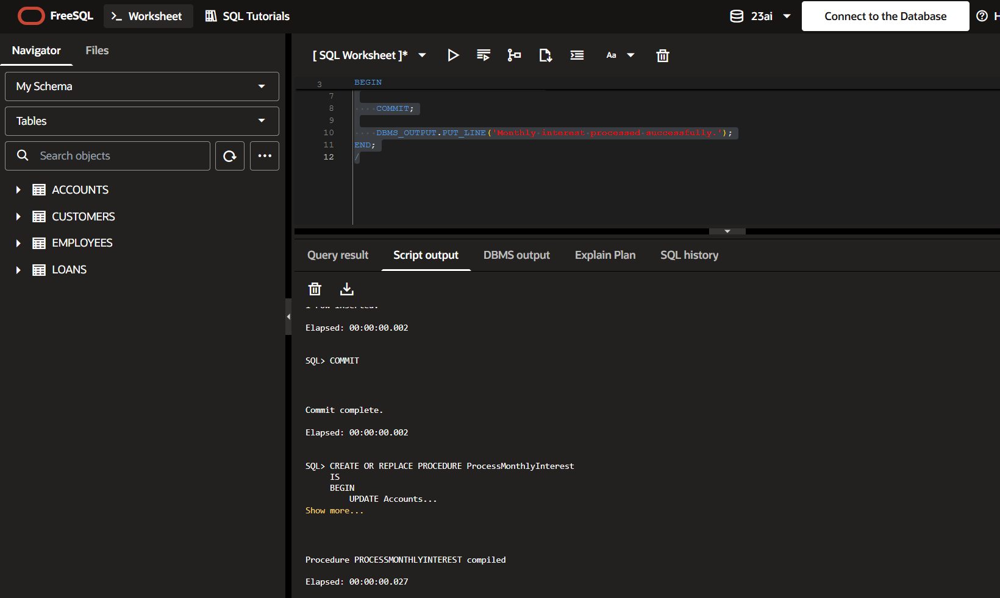 FreeSQL
Worksheet
SQL Tutorials
23ai
Connect to the Database
Navigator
Files
My Schema
Tables
Search objects
ACCOUNTS
CUSTOMERS
EMPLOYEES
LOANS
[ SQL Worksheet ]*
Aa
3 BEGIN
7
8 COMMIT;
9
10 DBMS_OUTPUT.PUT_LINE('Monthly interest processed successfully.');
11 END;
12 /
Query result
Script output
DBMS output
Explain Plan
SQL history
1 row inserted.
Elapsed: 00:00:00.002
SQL> COMMIT
Commit complete.
Elapsed: 00:00:00.002
SQL> CREATE OR REPLACE PROCEDURE ProcessMonthlyInterest
IS
BEGIN
UPDATE Accounts...
Show more...
Procedure PROCESSMONTHLYINTEREST compiled
Elapsed: 00:00:00.027